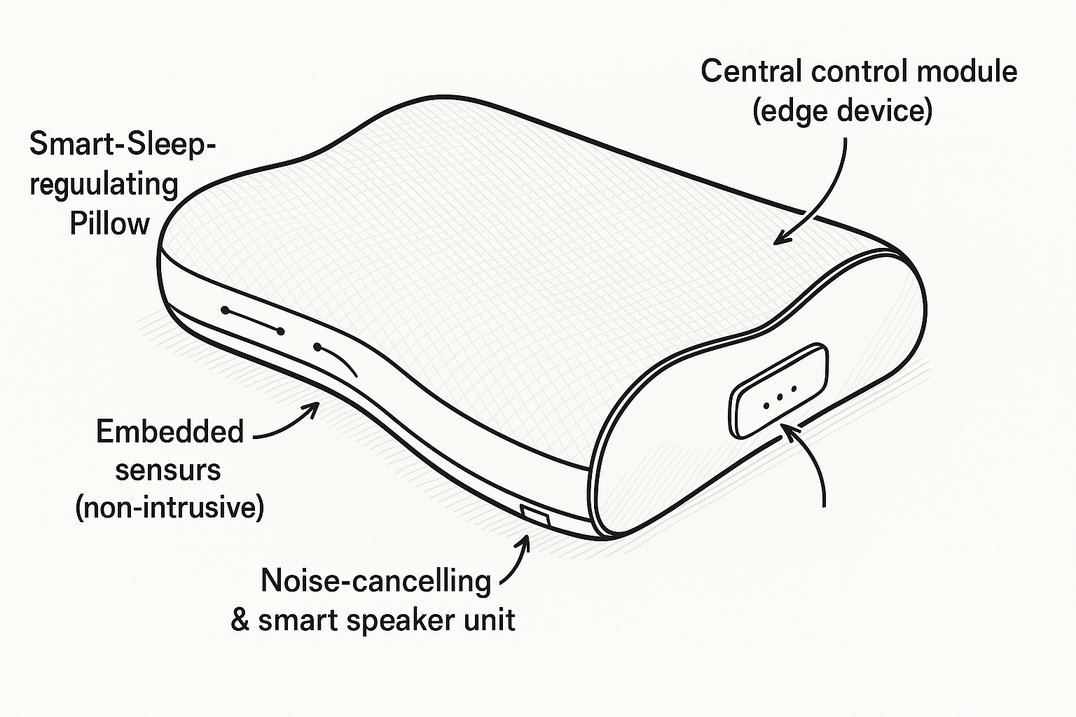 Central control module
(edge device)
Smart-Sleep-
reguulating
Pillow
Embedded
sensurs
(non-intrusive)
Noise-cancelling
& smart speaker unit